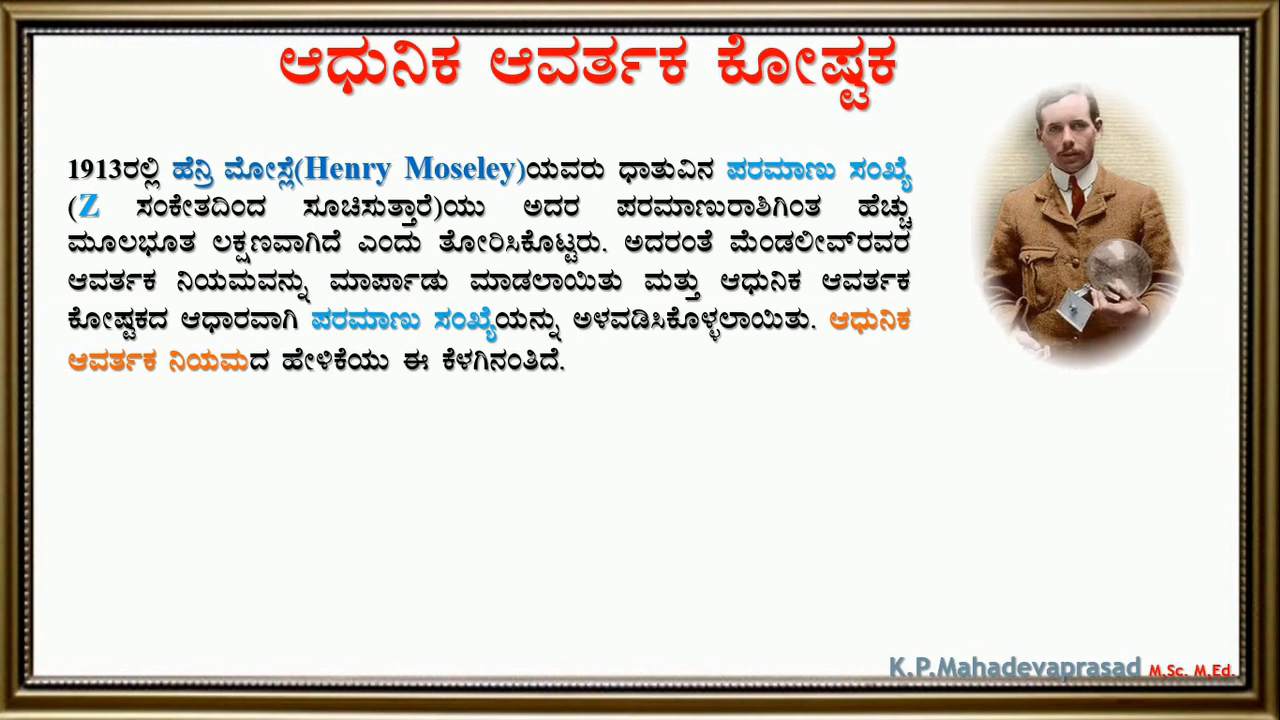 ಆಧುನಿಕ ಆವರ್ತಕ ಕೋಷ್ಟಕ
1913ರಲ್ಲಿ ಹೆನ್ರಿ ಮೋಸ್ಲೆ(Henry Moseley)ಯವರು ಧಾತುವಿನ ಪರಮಾಣು ಸಂಖ್ಯೆ
(Z ಸಂಕೇತದಿಂದ ಸೂಚಿಸುತ್ತಾರೆ)ಯು ಅದರ ಪರಮಾಣುರಾಶಿಗಿಂತ ಹೆಚ್ಚು
ಮೂಲಭೂತ ಲಕ್ಷಣವಾಗಿದೆ ಎಂದು ತೋರಿಸಿಕೊಟ್ಟರು. ಅದರಂತೆ ಮೆಂಡಲೀವ್‌ರವರ
ಆವರ್ತಕ ನಿಯಮವನ್ನು ಮಾರ್ಪಾಡು ಮಾಡಲಾಯಿತು ಮತ್ತು ಆಧುನಿಕ ಆವರ್ತಕ
ಕೋಷ್ಟಕದ ಆಧಾರವಾಗಿ ಪರಮಾಣು ಸಂಖ್ಯೆಯನ್ನು ಅಳವಡಿಸಿಕೊಳ್ಳಲಾಯಿತು. ಆಧುನಿಕ
ಆವರ್ತಕ ನಿಯಮದ ಹೇಳಿಕೆಯು ಈ ಕೆಳಗಿನಂತಿದೆ.
K.P.Mahadevaprasad M.Sc. M.Ed.